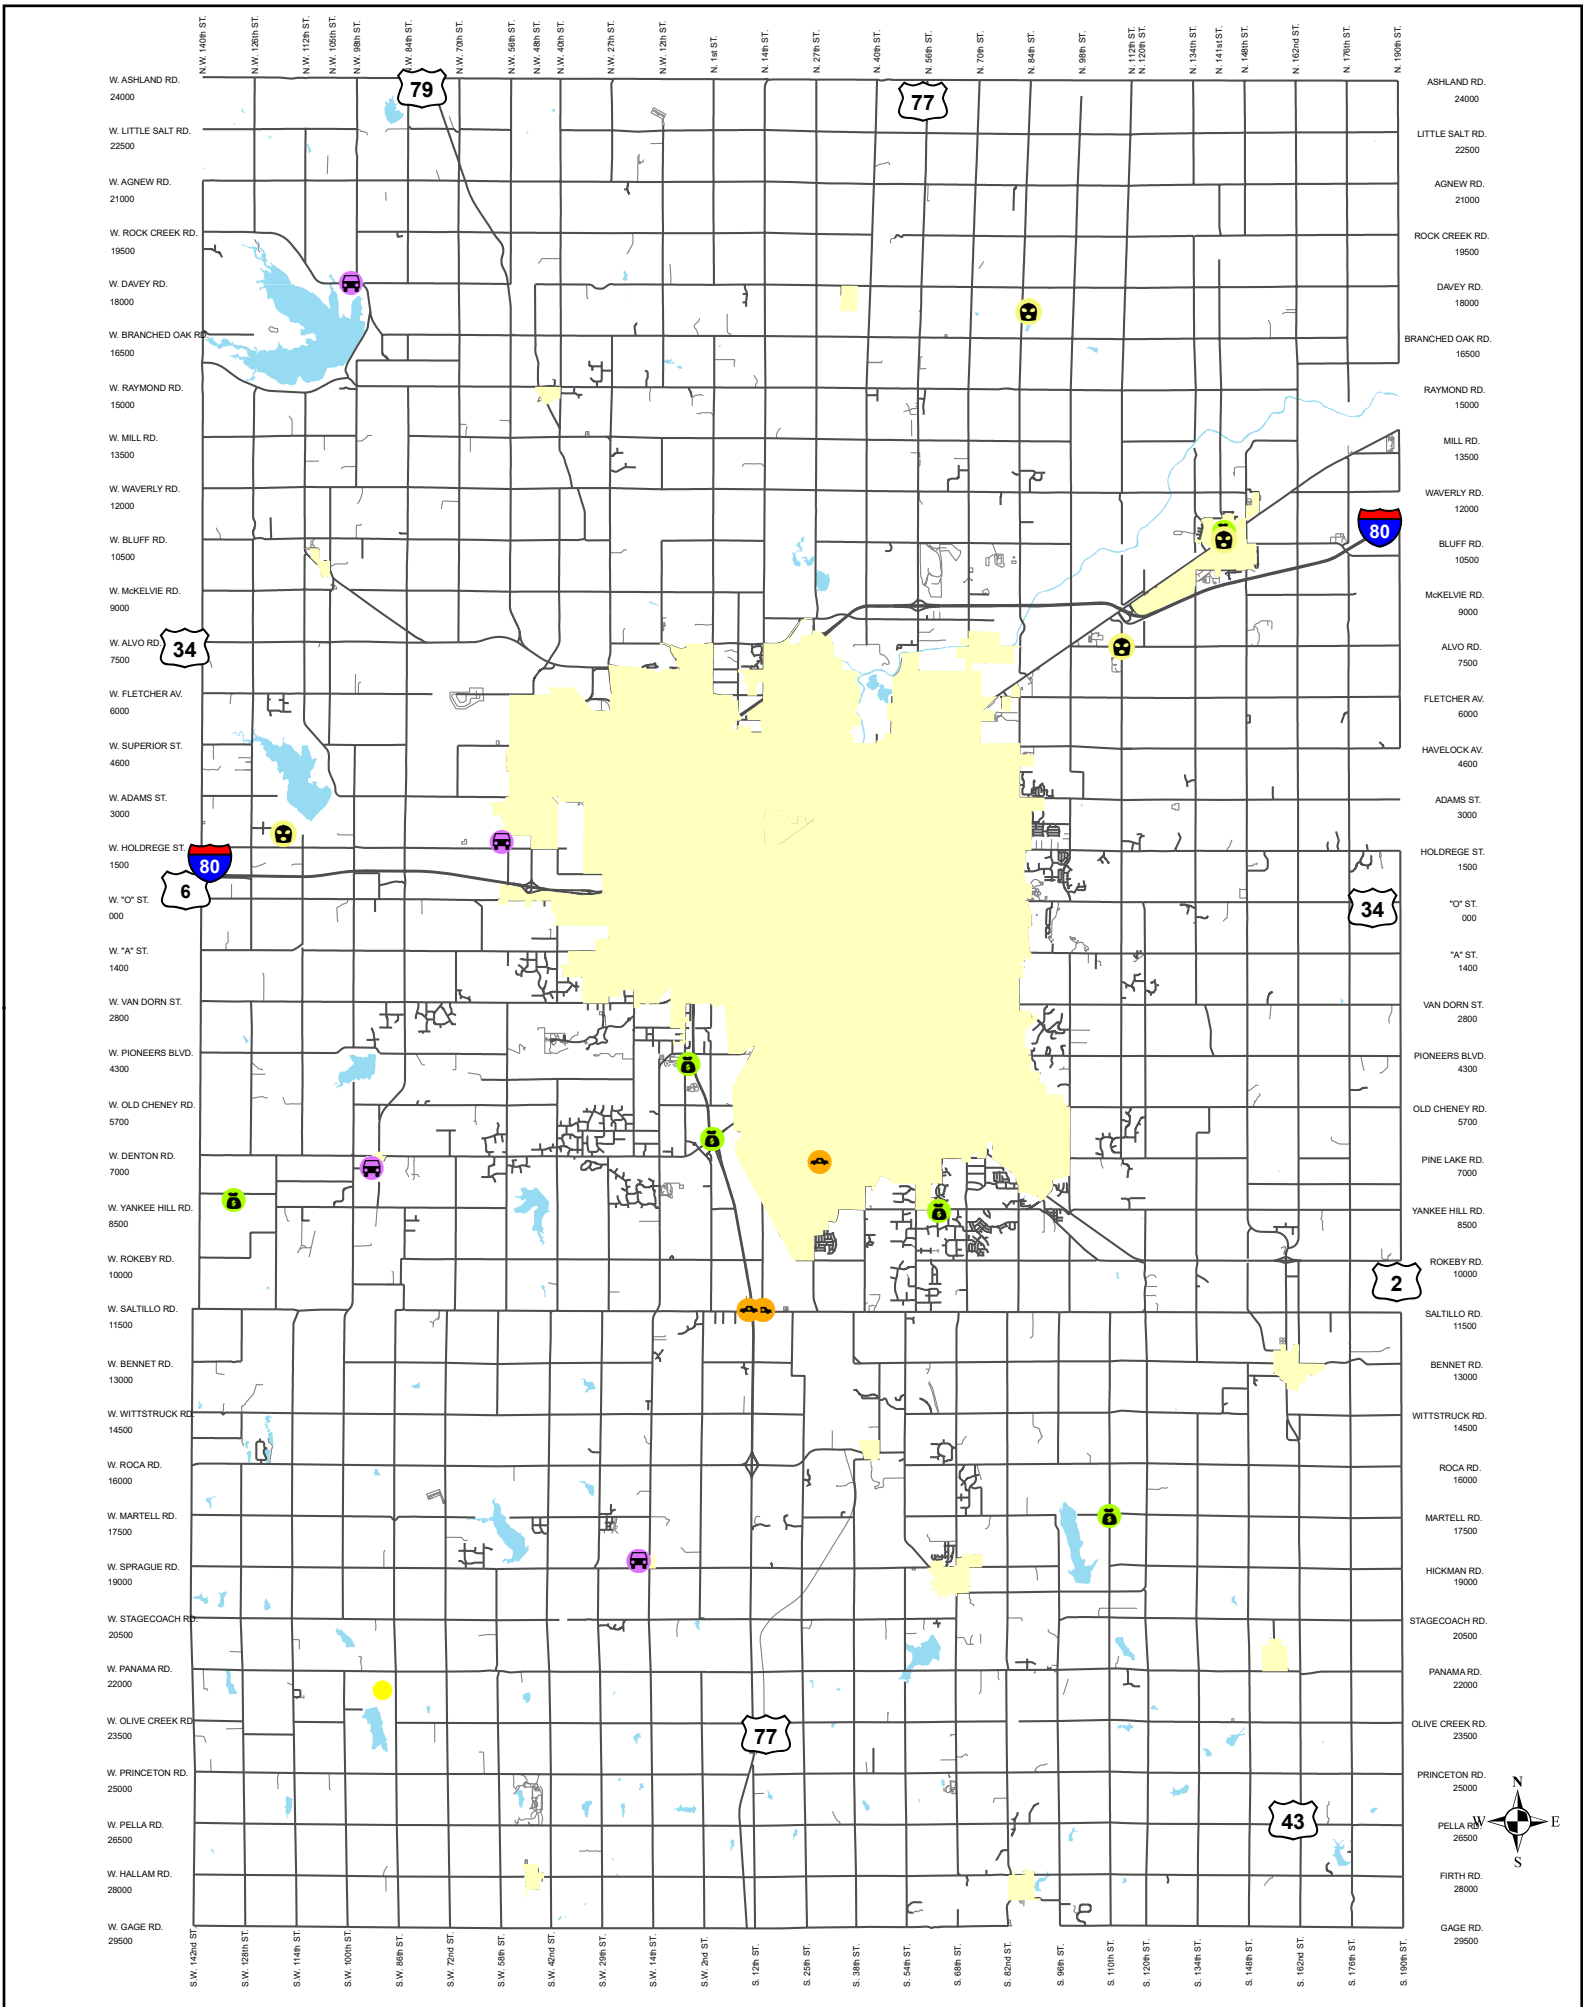 N.W. 140th ST.
N.W. 126th ST.
N.W. 112th ST.
N.W. 105th ST.
N.W. 98th ST.
N.W. 84th ST.
N.W. 70th ST.
N.W. 56th ST.
N.W. 48th ST.
N.W. 40th ST.
N.W. 27th ST.
N.W. 12th ST.
N. 1st ST.
N. 14th ST.
N. 27th ST.
N. 40th ST.
N. 56th ST.
N. 70th ST.
N. 84th ST.
N. 98th ST.
N. 112th ST.
N. 120th ST.
N. 134th ST.
N. 141st ST.
N. 148th ST.
N. 162nd ST.
N. 176th ST.
N. 190th ST.
W. ASHLAND RD.
24000
W. LITTLE SALT RD.
22500
W. AGNEW RD.
21000
W. ROCK CREEK RD.
19500
W. DAVEY RD.
18000
W. BRANCHED OAK RD.
16500
W. RAYMOND RD.
15000
W. MILL RD.
13500
W. WAVERLY RD.
12000
W. BLUFF RD.
10500
W. McKELVIE RD.
9000
W. ALVO RD.
7500
W. FLETCHER AV.
6000
W. SUPERIOR ST.
4600
W. ADAMS ST.
3000
W. HOLDREGE ST.
1500
W. "O" ST.
000
W. "A" ST.
1400
W. VAN DORN ST.
2800
W. PIONEERS BLVD.
4300
W. OLD CHENEY RD.
5700
W. DENTON RD.
7000
W. YANKEE HILL RD.
8500
W. ROKEBY RD.
10000
W. SALTILLO RD.
11500
W. BENNET RD.
13000
W. WITTSTRUCK RD.
14500
W. ROCA RD.
16000
W. MARTELL RD.
17500
W. SPRAGUE RD.
19000
W. STAGECOACH RD.
20500
W. PANAMA RD.
22000
W. OLIVE CREEK RD.
23500
W. PRINCETON RD.
25000
W. PELLA RD.
26500
W. HALLAM RD.
28000
W. GAGE RD.
29500
79
77
80
34
80
6
34
2
77
43
ASHLAND RD.
24000
LITTLE SALT RD.
22500
AGNEW RD.
21000
ROCK CREEK RD.
19500
DAVEY RD.
18000
BRANCHED OAK RD.
16500
RAYMOND RD.
15000
MILL RD.
13500
WAVERLY RD.
12000
BLUFF RD.
10500
McKELVIE RD.
9000
ALVO RD.
7500
FLETCHER AV.
6000
HAVELOCK AV.
4600
ADAMS ST.
3000
HOLDREGE ST.
1500
"O" ST.
000
"A" ST.
1400
VAN DORN ST.
2800
PIONEERS BLVD.
4300
OLD CHENEY RD.
5700
PINE LAKE RD.
7000
YANKEE HILL RD.
8500
ROKEBY RD.
10000
SALTILLO RD.
11500
BENNET RD.
13000
WITTSTRUCK RD.
14500
ROCA RD.
16000
MARTELL RD.
17500
HICKMAN RD.
19000
STAGECOACH RD.
20500
PANAMA RD.
22000
OLIVE CREEK RD.
23500
PRINCETON RD.
25000
PELLA RD.
26500
FIRTH RD.
28000
GAGE RD.
29500
N
W
E
S
$
$
$
$
$
S.W. 142nd ST.
S.W. 128th ST.
S.W. 114th ST.
S.W. 100th ST.
S.W. 86th ST.
S.W. 72nd ST.
S.W. 58th ST.
S.W. 42nd ST.
S.W. 29th ST.
S.W. 14th ST.
S.W. 2nd ST.
S. 12th ST.
S. 25th ST.
S. 38th ST.
S. 54th ST.
S. 68th ST.
S. 82nd ST.
S. 96th ST.
S. 110th ST.
S. 120th ST.
S. 134th ST.
S. 148th ST.
S. 162nd ST.
S. 176th ST.
S. 190th ST.